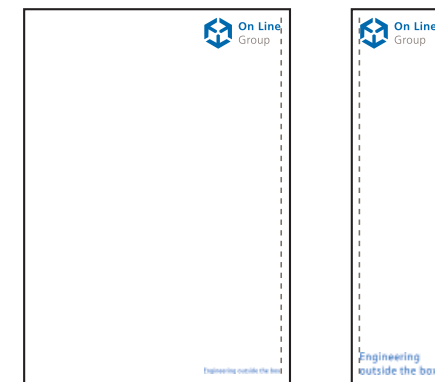 On Line
Group
Engineering outside the box
On Line
Group
Engineering
outside the box